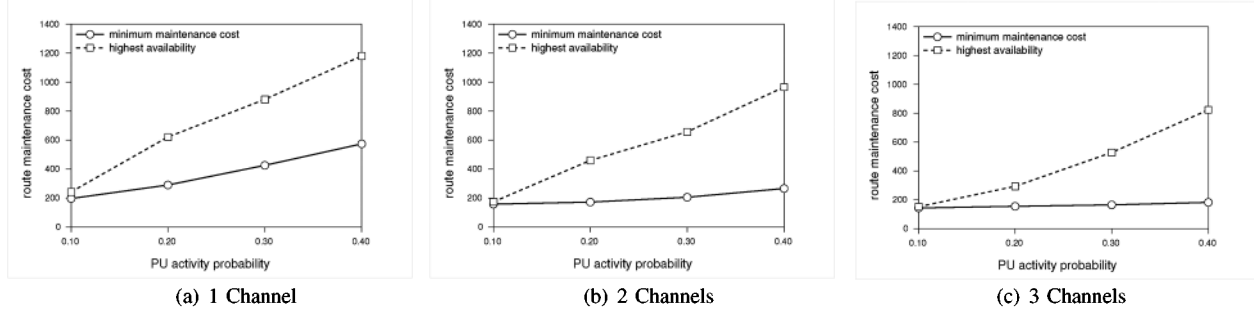 1400
1200
1000
800
600
400
200
0
minimum maintenance cost
highest availability
route maintenance cost
0.10 0.20 0.30 0.40
PU activity probability
(a) 1 Channel
1400
1200
1000
800
600
400
200
0
minimum maintenance cost
highest availability
route maintenance cost
0.10 0.20 0.30 0.40
PU activity probability
(b) 2 Channels
1400
1200
1000
800
600
400
200
0
minimum maintenance cost
highest availability
route maintenance cost
0.10 0.20 0.30 0.40
PU activity probability
(c) 3 Channels